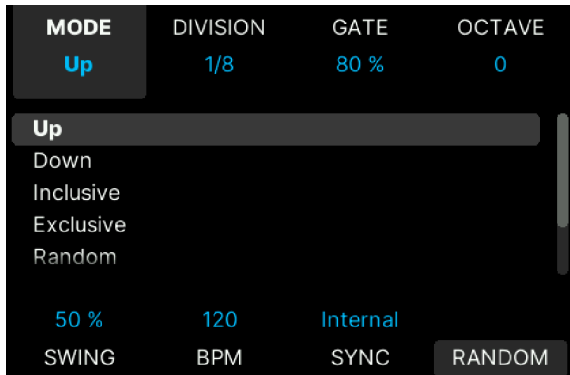 MODE DIVISION GATE OCTAVE
Up 1/8 80 % 0
Up
Down
Inclusive
Exclusive
Random
50 % 120 Internal
SWING BPM SYNC RANDOM